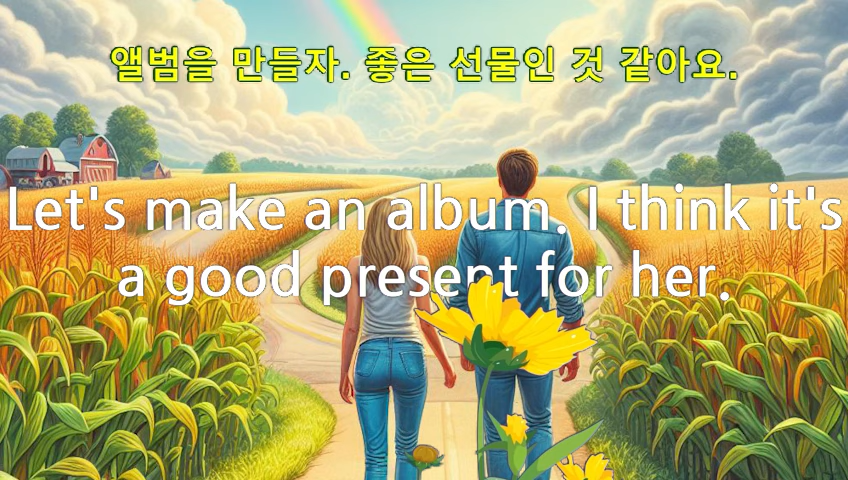 앨범을 만들자. 좋은 선물인 것 같아요.
Let's make an album. I think it's
a good present for her.